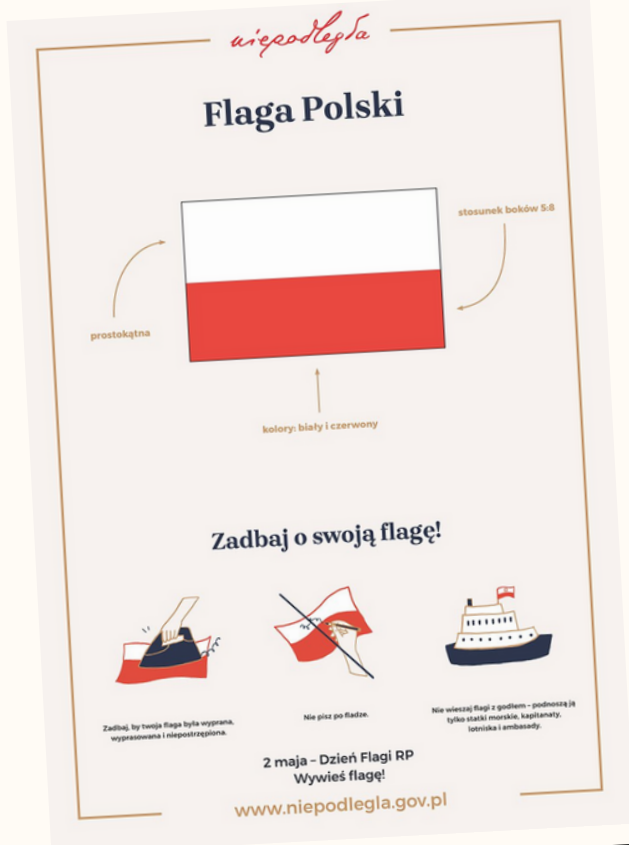 niepodległa
Flaga Polski
stosunek boków 5:8
prostokątna
kolory: biały i czerwony
Zadbaj o swoją flagę!
Zadbaj, by twoja flaga była wyprana,
wyprasowana i niepostrzępiona.
Nie pisz po fladze.
Nie wieszaj flagi z godłem – podnoszą ją
tylko statki morskie, kapitanaty,
lotniska i ambasady.
2 maja – Dzień Flagi RP
Wywieś flagę!
www.niepodlegla.gov.pl